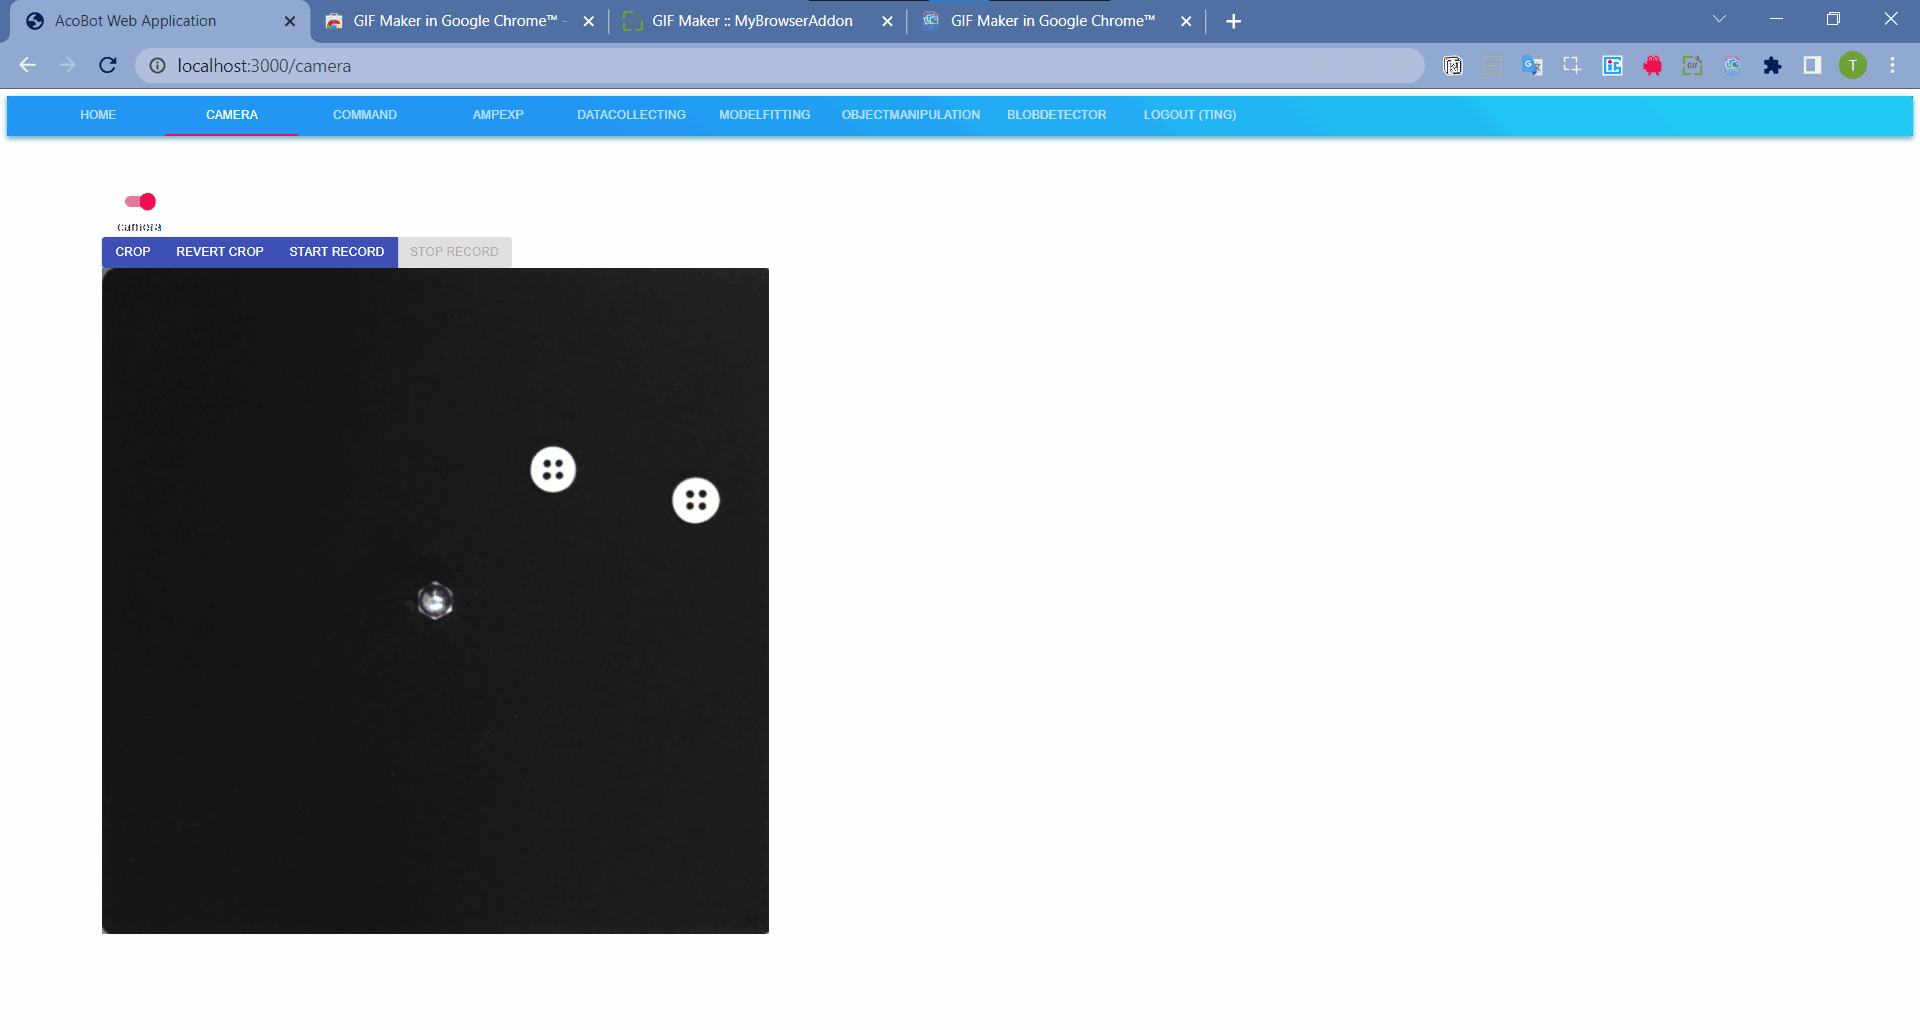 AcoBot Web Application
GIF Maker in Google Chrome™ -
GIF Maker :: MyBrowserAddon
GIF Maker in Google Chrome™
localhost:3000/camera
T
HOME
CAMERA
COMMAND
AMPEXP
DATACOLLECTING
MODELFITTING
OBJECTMANIPULATION
BLOBDETECTOR
LOGOUT (TING)
camera
CROP
REVERT CROP
START RECORD
STOP RECORD